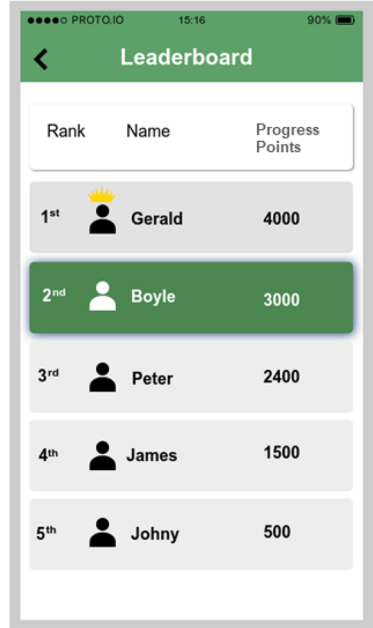 PROTO.IO 15:16 90%
Leaderboard
Rank Name Progress
Points
1st Gerald 4000
2nd Boyle 3000
3rd Peter 2400
4th James 1500
5th Johny 500